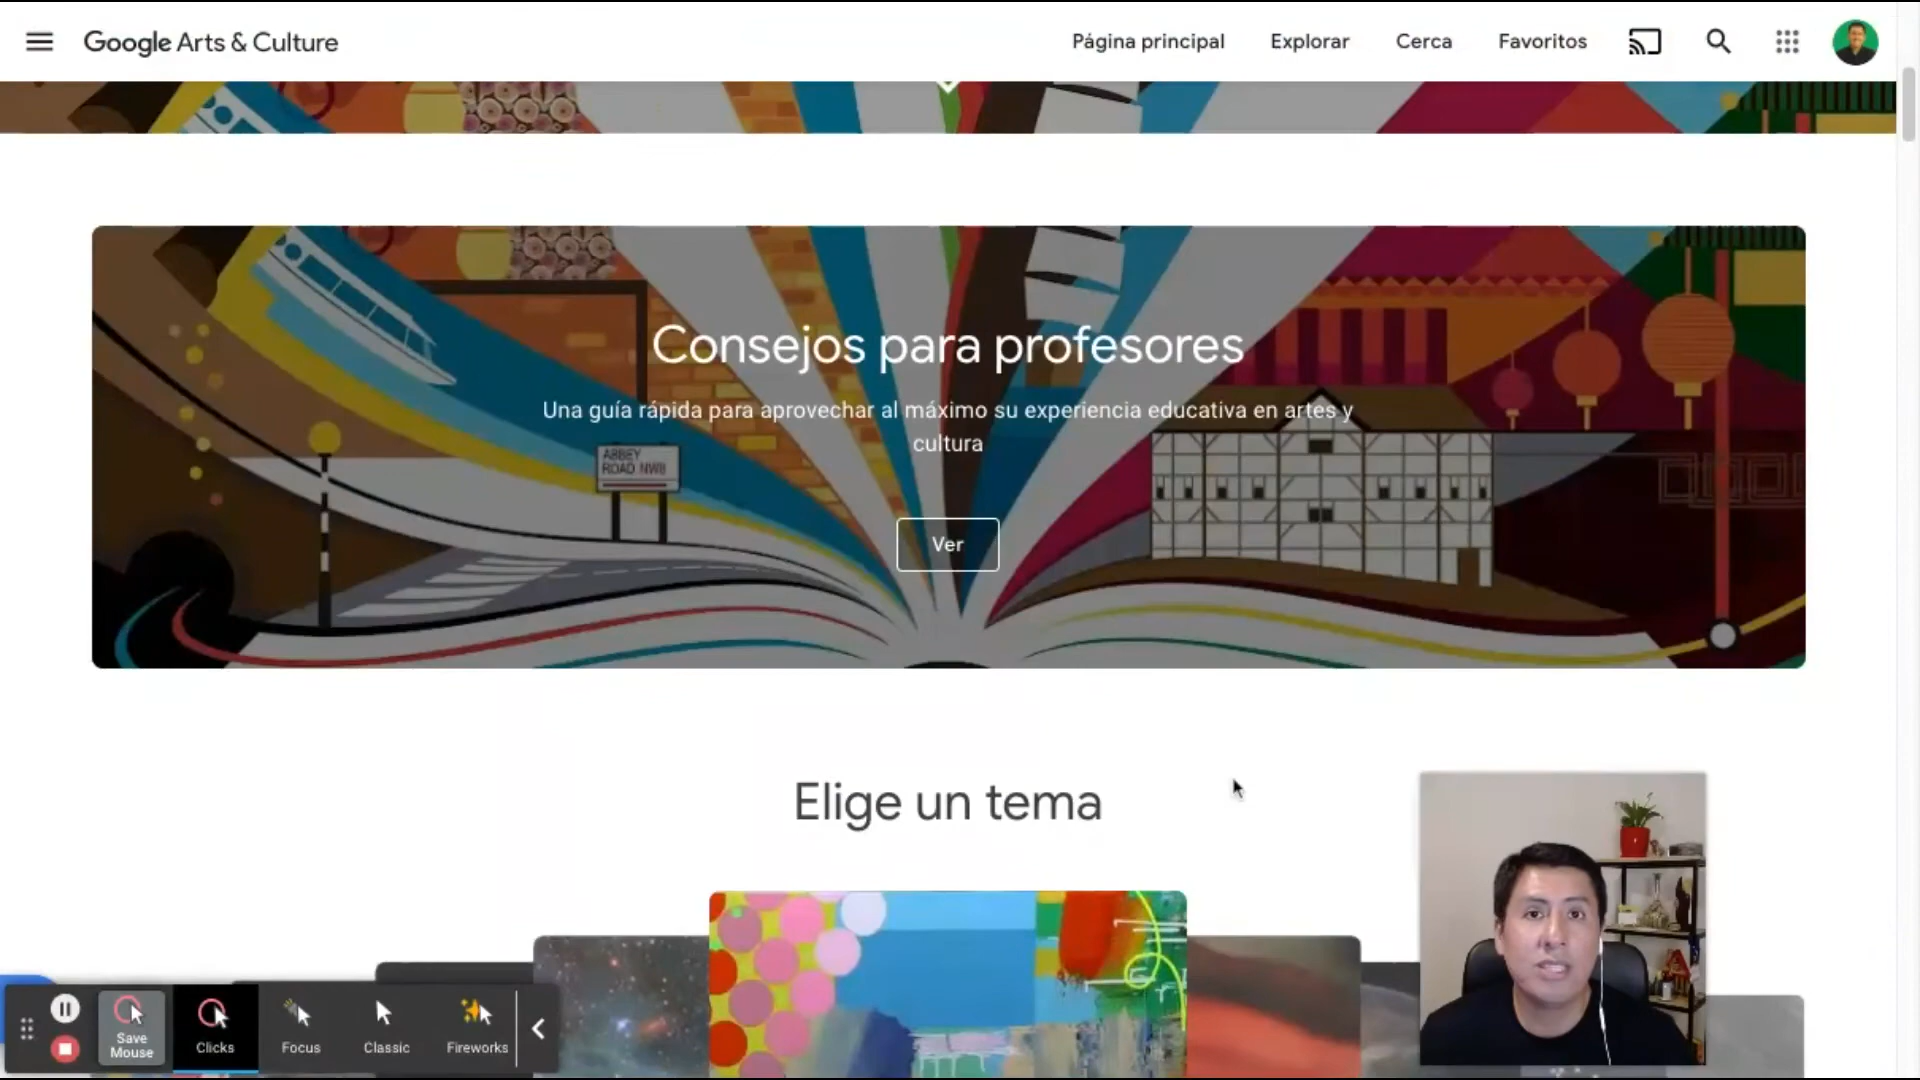 Google Arts & Culture
Página principal
Explorar
Cerca
Favoritos
Consejos para profesores
Una guía rápida para aprovechar al máximo su experiencia educativa en artes y
cultura
ABBEY
ROAD NW8
Ver
Elige un tema
Save
Mouse
Clicks
Focus
Classic
Fireworks